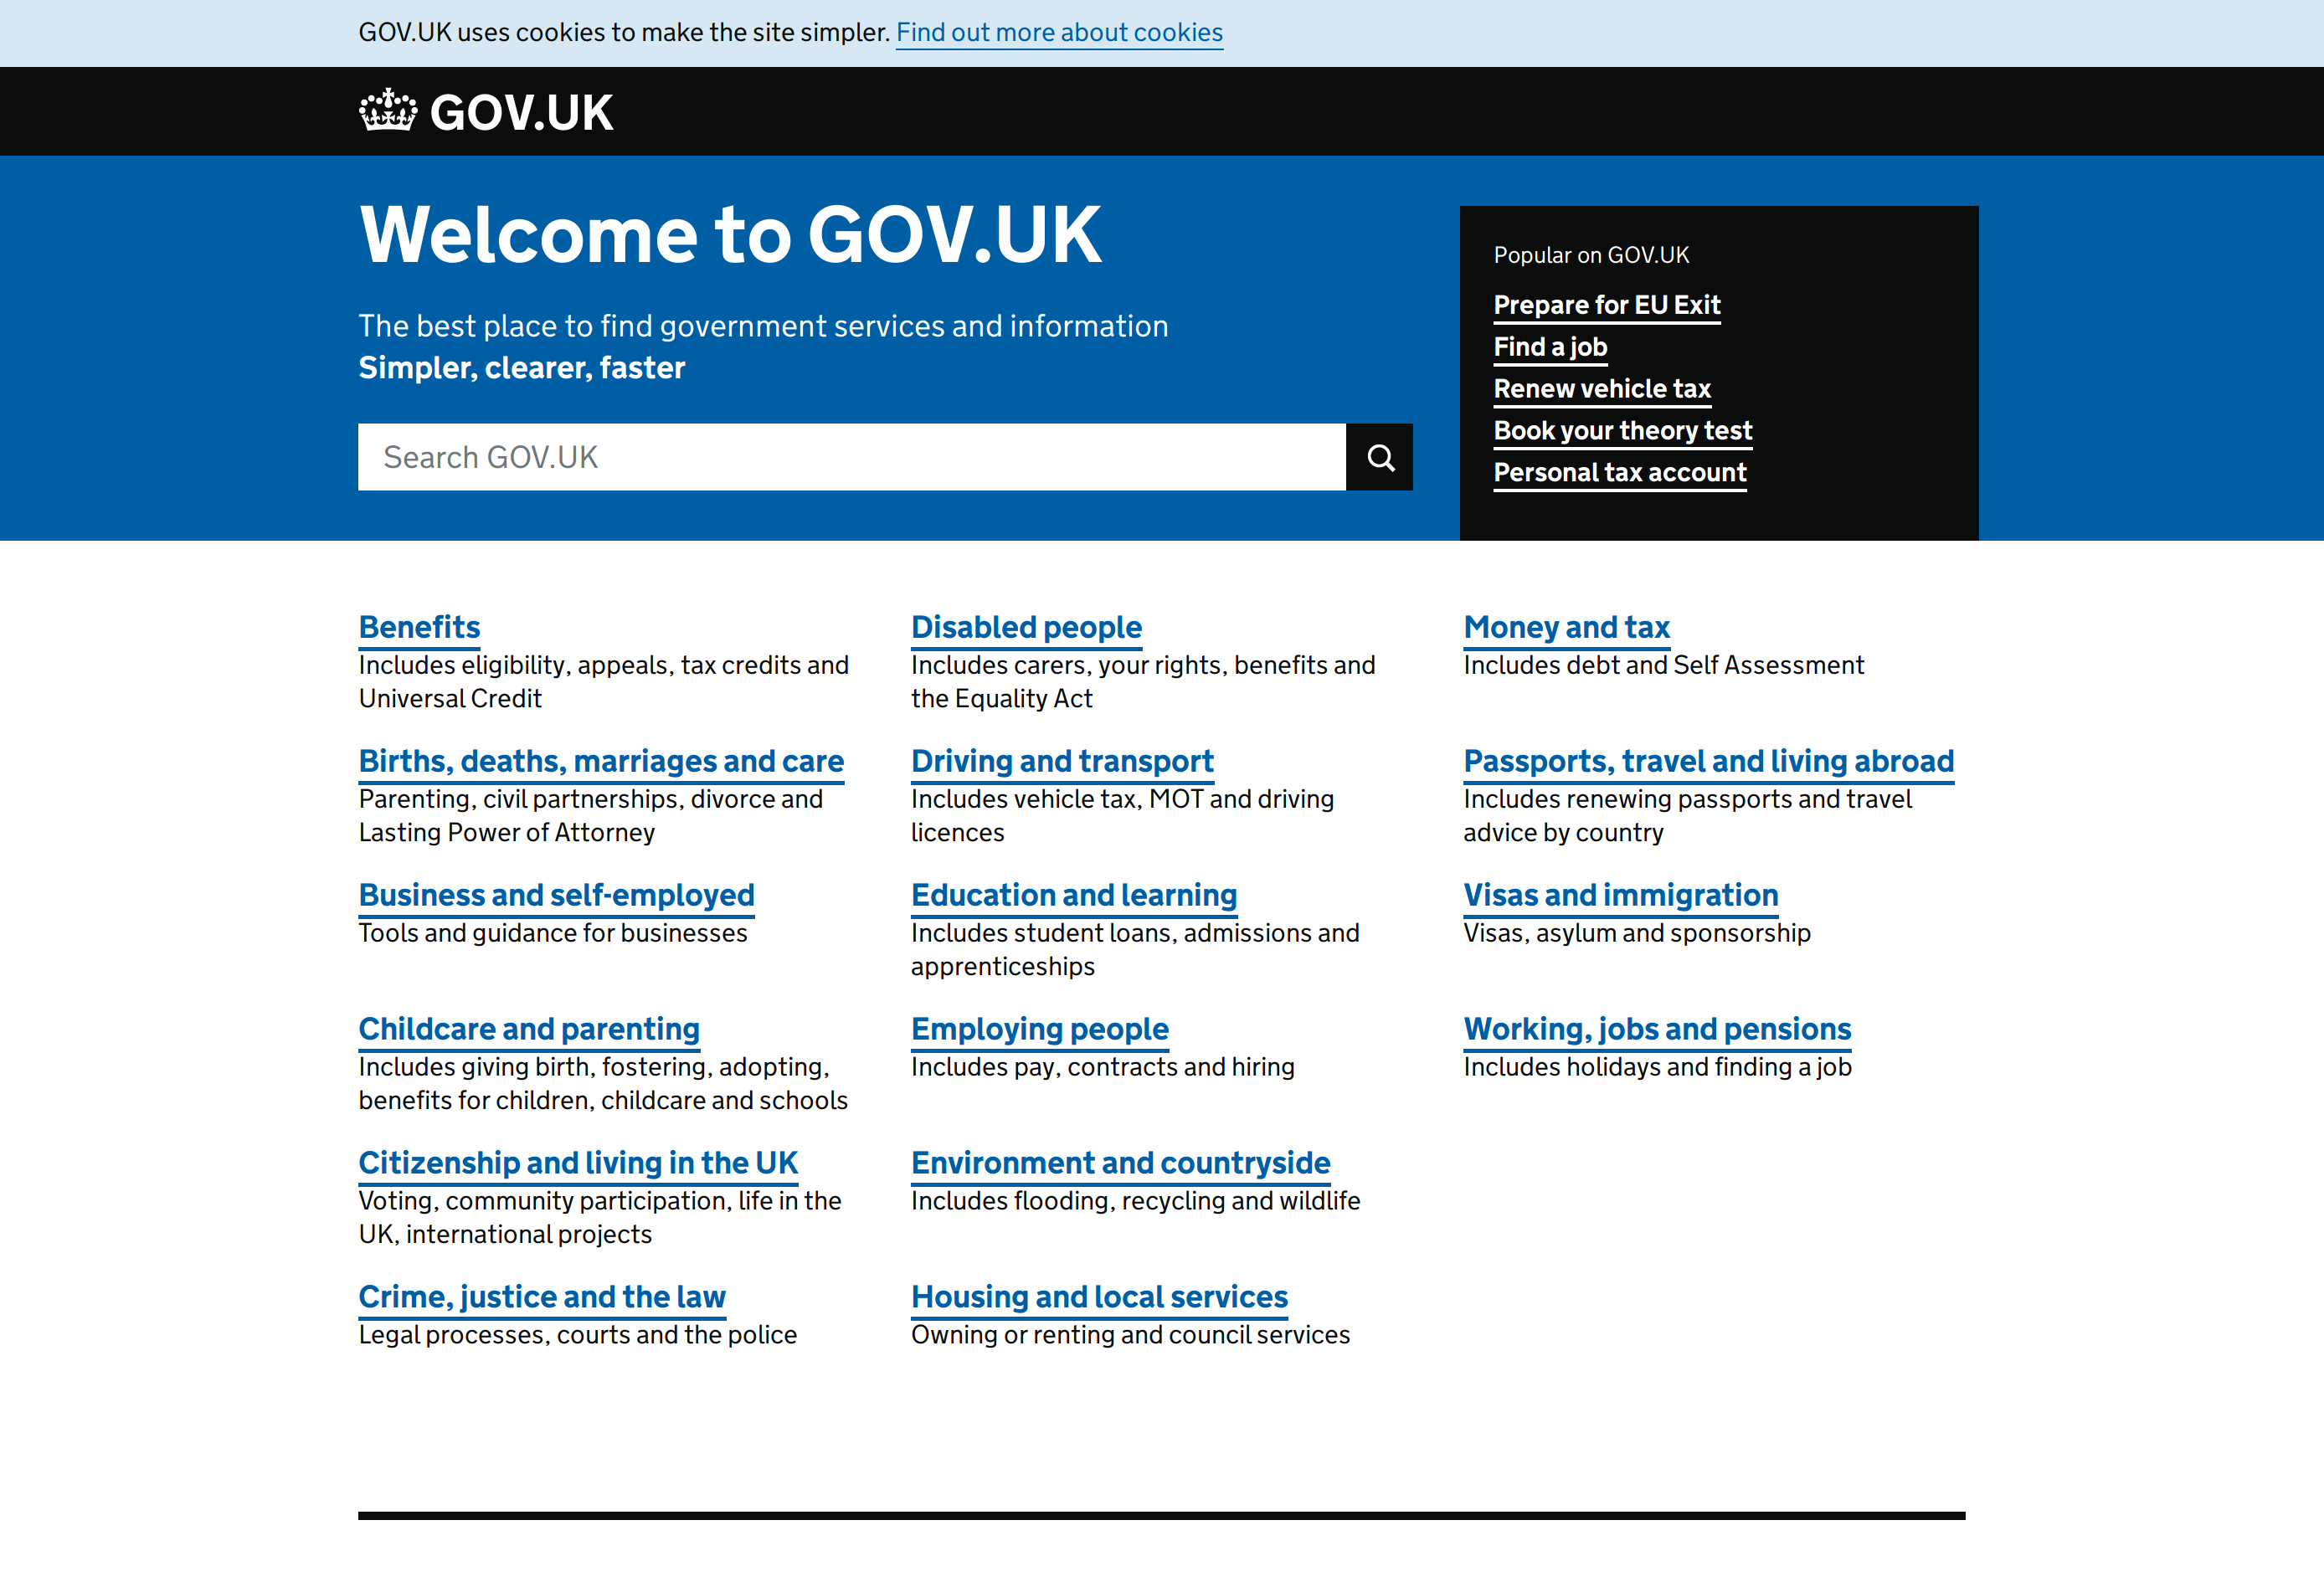 GOV.UK uses cookies to make the site simpler. Find out more about cookies
GOV.UK
Welcome to GOV.UK
The best place to find government services and information
Simpler, clearer, faster
Search GOV.UK
Popular on GOV.UK
Prepare for EU Exit
Find a job
Renew vehicle tax
Book your theory test
Personal tax account
Benefits
Includes eligibility, appeals, tax credits and
Universal Credit
Births, deaths, marriages and care
Parenting, civil partnerships, divorce and
Lasting Power of Attorney
Business and self-employed
Tools and guidance for businesses
Childcare and parenting
Includes giving birth, fostering, adopting,
benefits for children, childcare and schools
Citizenship and living in the UK
Voting, community participation, life in the
UK, international projects
Crime, justice and the law
Legal processes, courts and the police
Disabled people
Includes carers, your rights, benefits and
the Equality Act
Driving and transport
Includes vehicle tax, MOT and driving
licences
Education and learning
Includes student loans, admissions and
apprenticeships
Employing people
Includes pay, contracts and hiring
Environment and countryside
Includes flooding, recycling and wildlife
Housing and local services
Owning or renting and council services
Money and tax
Includes debt and Self Assessment
Passports, travel and living abroad
Includes renewing passports and travel
advice by country
Visas and immigration
Visas, asylum and sponsorship
Working, jobs and pensions
Includes holidays and finding a job